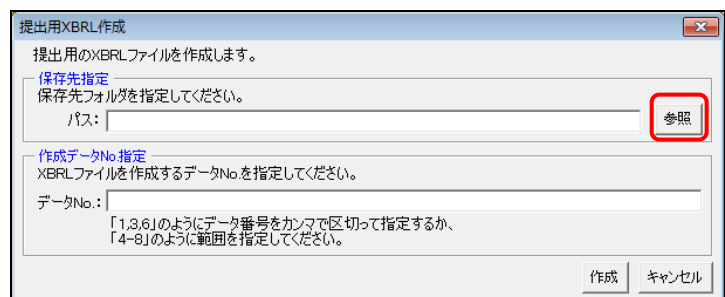 提出用XBRL作成
提出用のXBRLファイルを作成します。
保存先指定
保存先フォルダを指定してください。
パス:
参照
作成データNo.指定
XBRLファイルを作成するデータNo.を指定してください。
データNo.:
「1,3,6」のようにデータ番号をカンマで区切って指定するか、
「4-8」のように範囲を指定してください。
作成 キャンセル